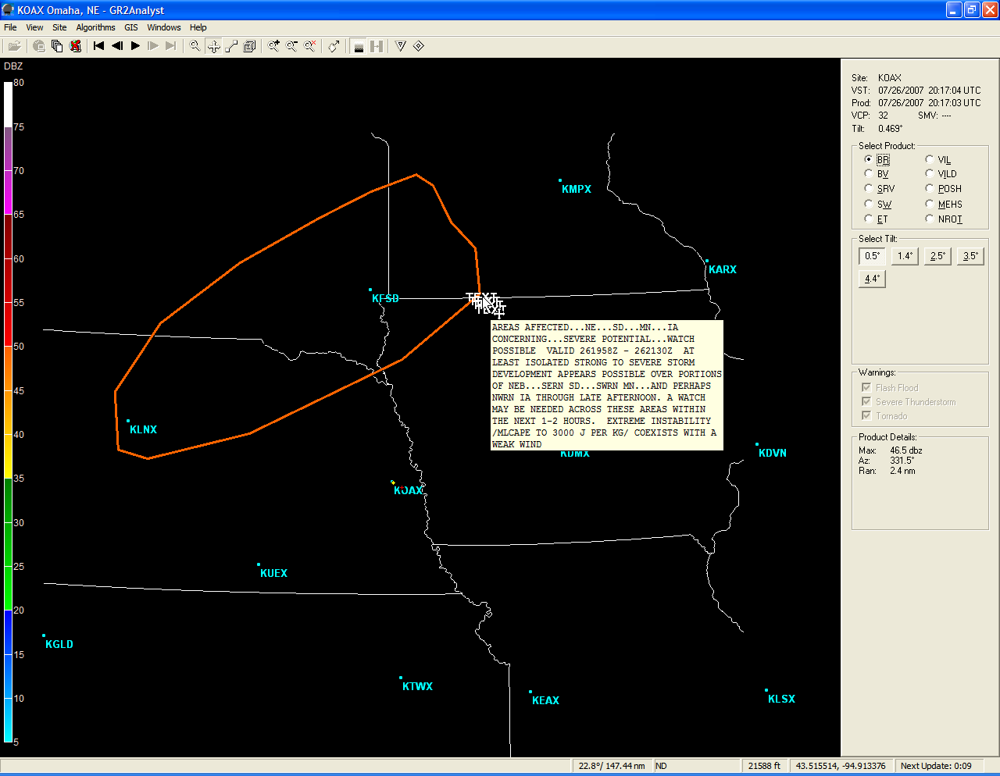 KOAX Omaha, NE - GR2Analyst
File View Site Algorithms GIS Windows Help
DBZ
80
75
70
65
60
55
50
45
40
35
30
25
20
15
10
5
KMPX
KARX
KFSD
KLNX
KDMX
KDVN
KOAX
KUEX
KGLD
KTWX
KEAX
KLSX
AREAS AFFECTED...NE...SD...MN...IA
CONCERNING...SEVERE POTENTIAL...WATCH
POSSIBLE  VALID 261958Z - 262130Z  AT
LEAST ISOLATED STRONG TO SEVERE STORM
DEVELOPMENT APPEARS POSSIBLE OVER PORTIONS
OF NEB...SERN SD...SWRN MN...AND PERHAPS
NWRN IA THROUGH LATE AFTERNOON. A WATCH
MAY BE NEEDED ACROSS THESE AREAS WITHIN
THE NEXT 1-2 HOURS.  EXTREME INSTABILITY
/MLCAPE TO 3000 J PER KG/ COEXISTS WITH A
WEAK WIND
Site: KOAX
VST: 07/26/2007 20:17:04 UTC
Prod: 07/26/2007 20:17:03 UTC
VCP: 32 SMV: ----
Tilt: 0.469°
Select Product:
BR VIL
BV VILD
SRV POSH
SW MEHS
ET NROT
Select Tilt:
0.5° 1.4° 2.5° 3.5°
4.4°
Warnings:
Flash Flood
Severe Thunderstorm
Tornado
Product Details:
Max: 46.5 dbz
Az: 331.5°
Ran: 2.4 nm
22.8°/ 147.44 nm ND 21588 ft 43.515514, -94.913376 Next Update: 0:09